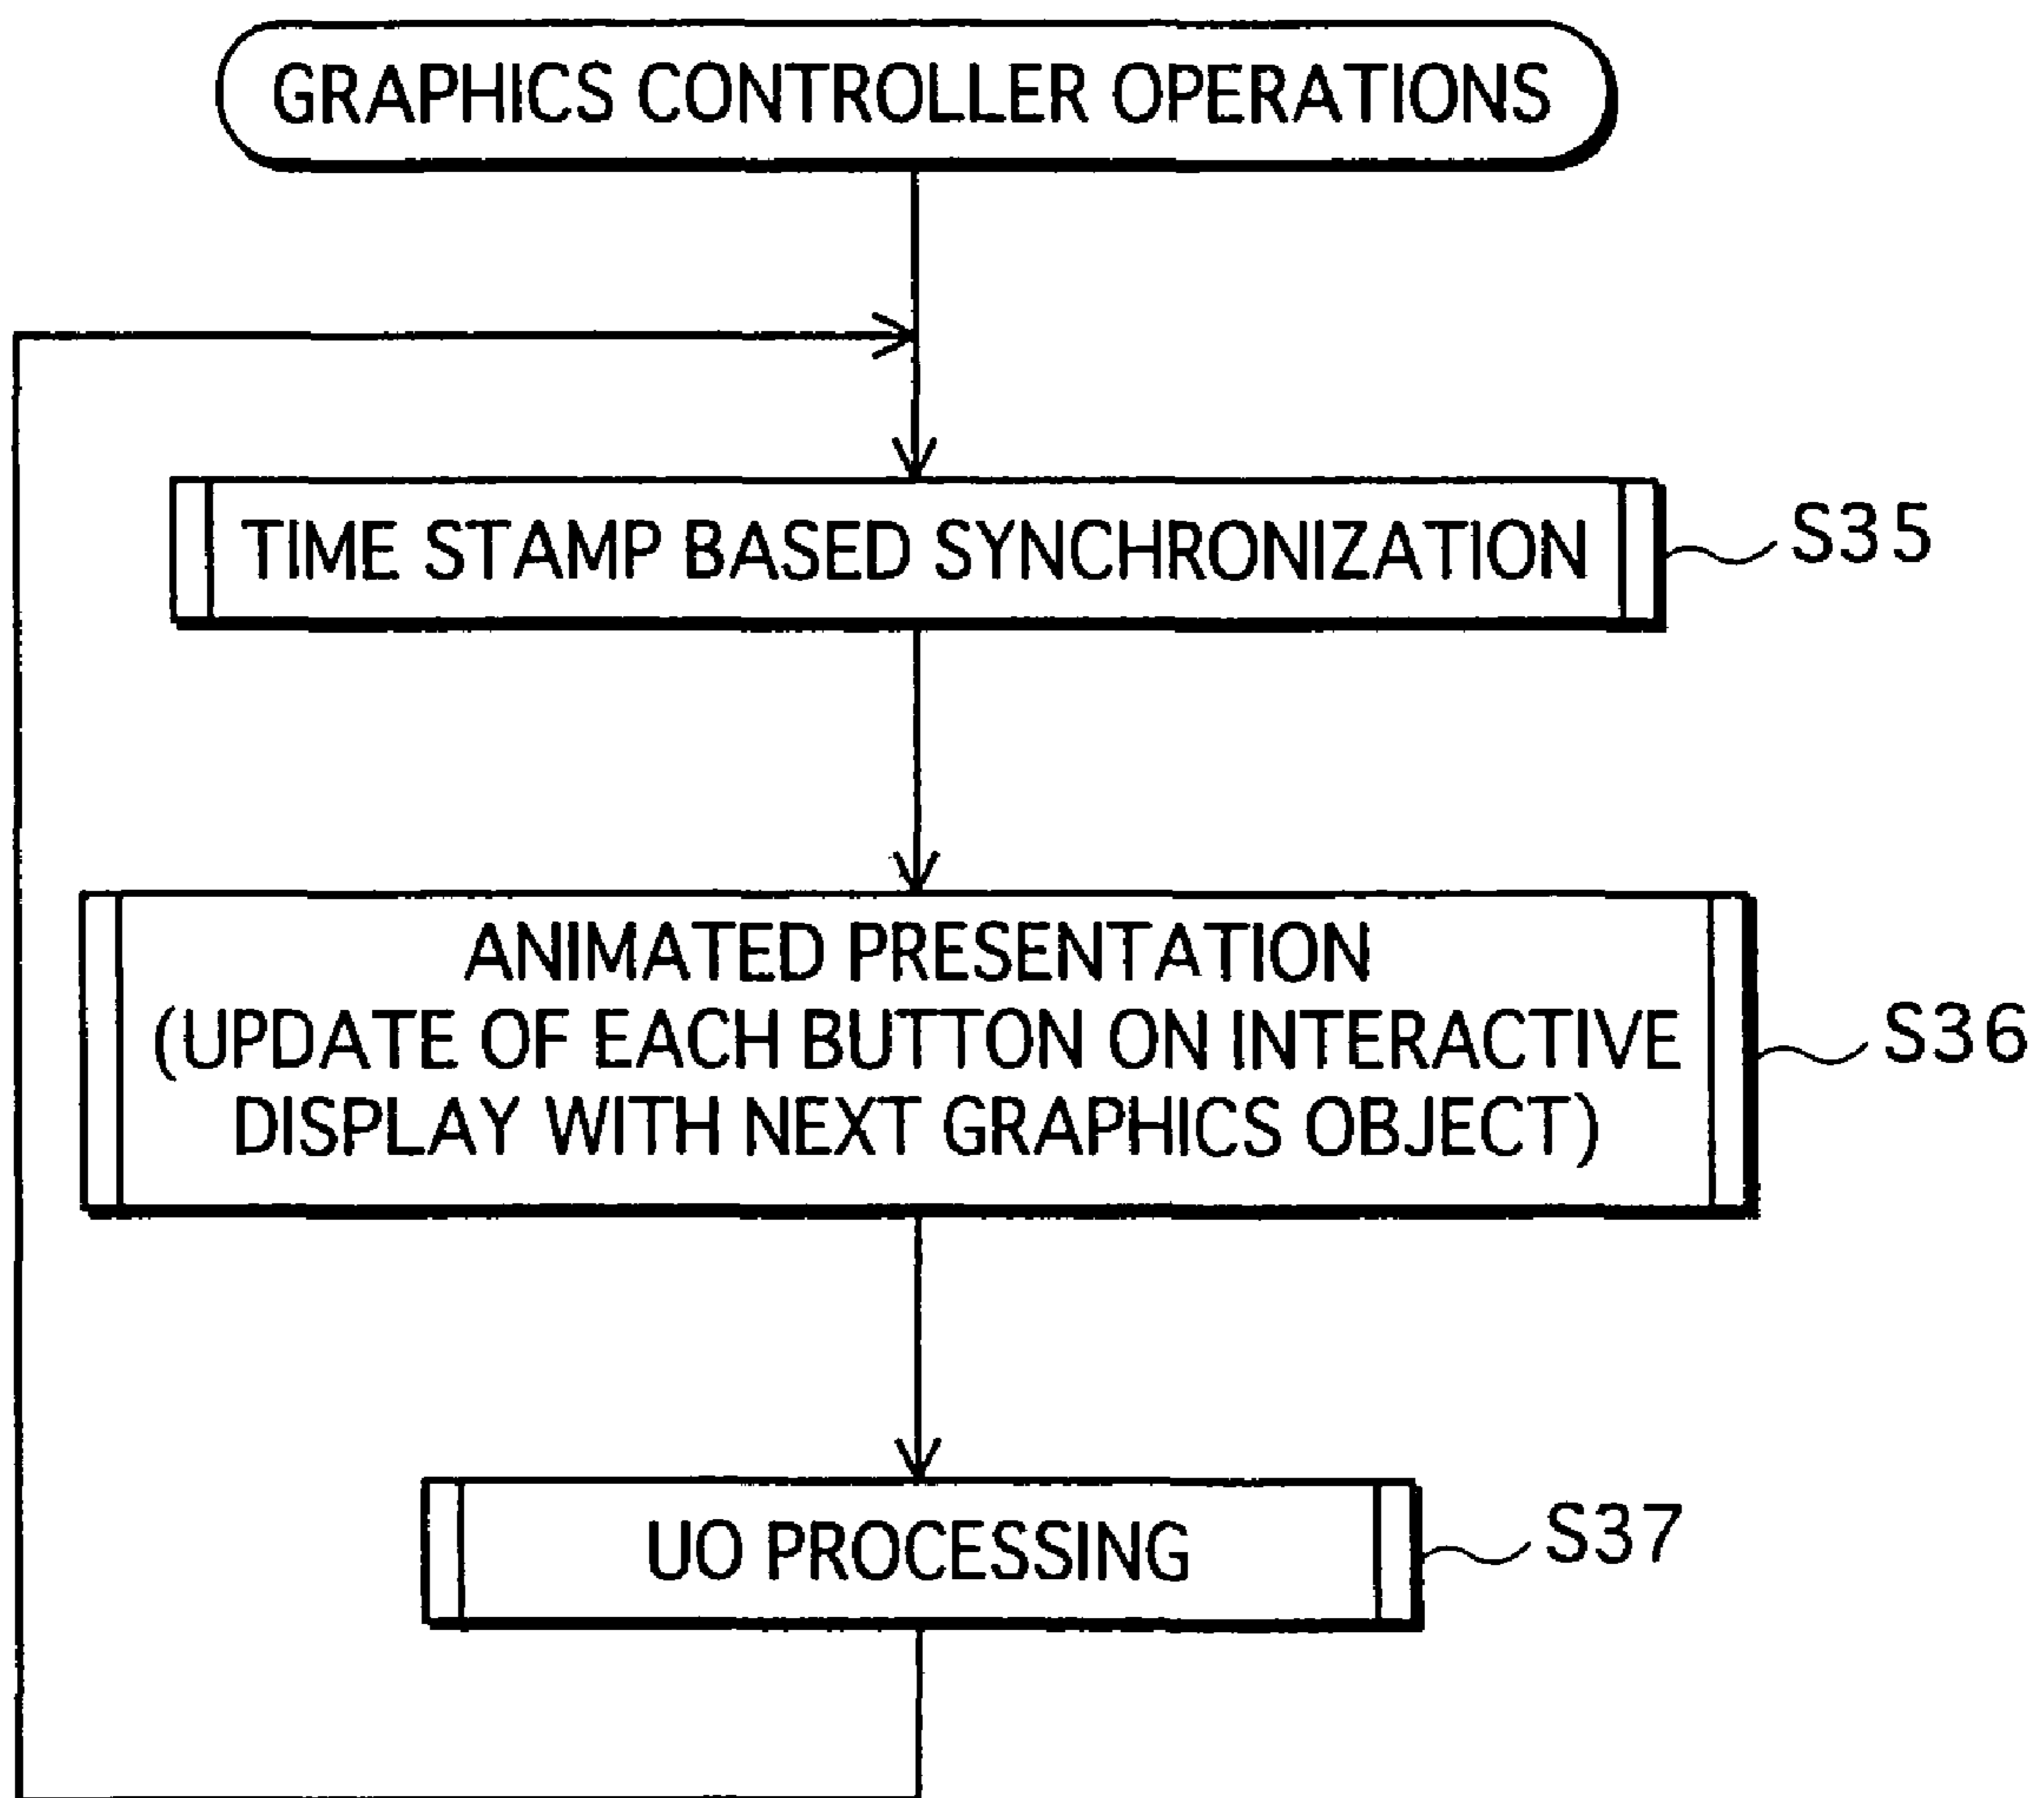 GRAPHICS CONTROLLER OPERATIONS
TIME STAMP BASED SYNCHRONIZATION
S35
ANIMATED PRESENTATION
(UPDATE OF EACH BUTTON ON INTERACTIVE
DISPLAY WITH NEXT GRAPHICS OBJECT)
S36
UO PROCESSING
S37